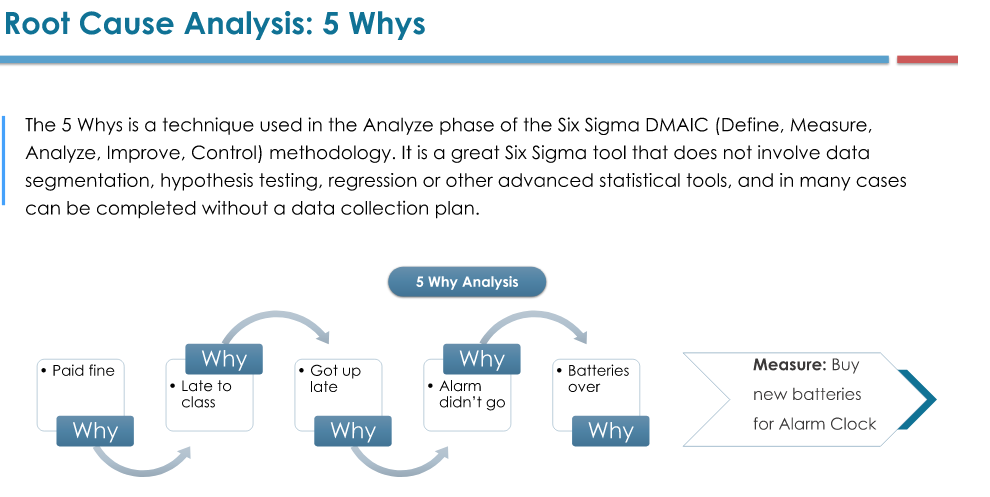 Root Cause Analysis: 5 Whys
The 5 Whys is a technique used in the Analyze phase of the Six Sigma DMAIC (Define, Measure,
Analyze, Improve, Control) methodology. It is a great Six Sigma tool that does not involve data
segmentation, hypothesis testing, regression or other advanced statistical tools, and in many cases
can be completed without a data collection plan.
5 Why Analysis
• Paid fine
Why
Why
• Late to
class
• Got up
late
Why
Why
• Alarm
didn’t go
• Batteries
over
Why
Measure: Buy
new batteries
for Alarm Clock